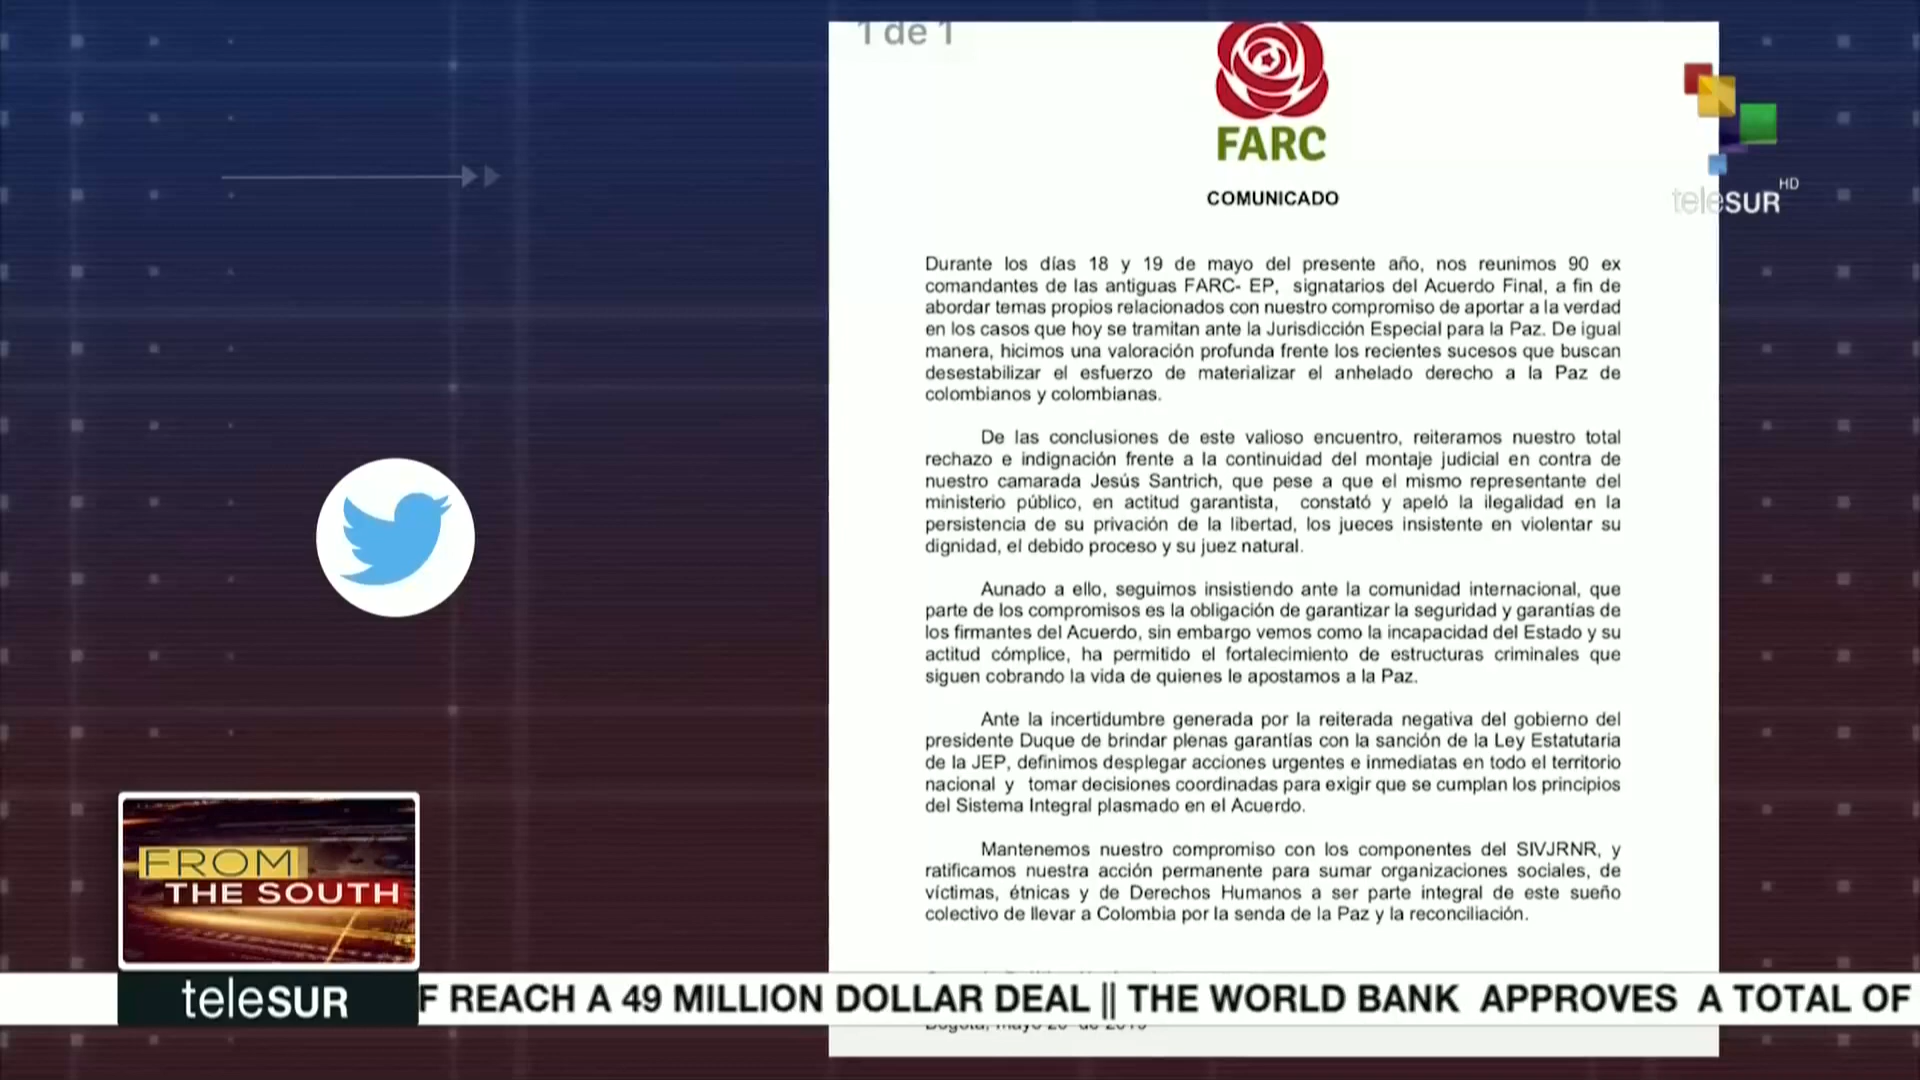 1 de 1
FARC
COMUNICADO
HD
teleSUR
Durante los días 18 y 19 de mayo del presente año, nos reunimos 90 ex
comandantes de las antiguas FARC- EP, signatarios del Acuerdo Final, a fin de
abordar temas propios relacionados con nuestro compromiso de aportar a la verdad
en los casos que hoy se tramitan ante la Jurisdicción Especial para la Paz. De igual
manera, hicimos una valoración profunda frente los recientes sucesos que buscan
desestabilizar el esfuerzo de materializar el anhelado derecho a la Paz de
colombianos y colombianas.
De las conclusiones de este valioso encuentro, reiteramos nuestro total
rechazo e indignación frente a la continuidad del montaje judicial en contra de
nuestro camarada Jesús Santrich, que pese a que el mismo representante del
ministerio público, en actitud garantista, constató y apeló la ilegalidad en la
persistencia de su privación de la libertad, los jueces insistente en violentar su
dignidad, el debido proceso y su juez natural.
Aunado a ello, seguimos insistiendo ante la comunidad internacional, que
parte de los compromisos es la obligación de garantizar la seguridad y garantías de
los firmantes del Acuerdo, sin embargo vemos como la incapacidad del Estado y su
actitud cómplice, ha permitido el fortalecimiento de estructuras criminales que
siguen cobrando la vida de quienes le apostamos a la Paz.
Ante la incertidumbre generada por la reiterada negativa del gobierno del
presidente Duque de brindar plenas garantías con la sanción de la Ley Estatutaria
de la JEP, definimos desplegar acciones urgentes e inmediatas en todo el territorio
nacional y tomar decisiones coordinadas para exigir que se cumplan los principios
del Sistema Integral plasmado en el Acuerdo.
Mantenemos nuestro compromiso con los componentes del SIVJRNR, y
ratificamos nuestra acción permanente para sumar organizaciones sociales, de
víctimas, étnicas y de Derechos Humanos a ser parte integral de este sueño
colectivo de llevar a Colombia por la senda de la Paz y la reconciliación.
FROM
THE SOUTH
teleSUR
F REACH A 49 MILLION DOLLAR DEAL || THE WORLD BANK APPROVES A TOTAL OF